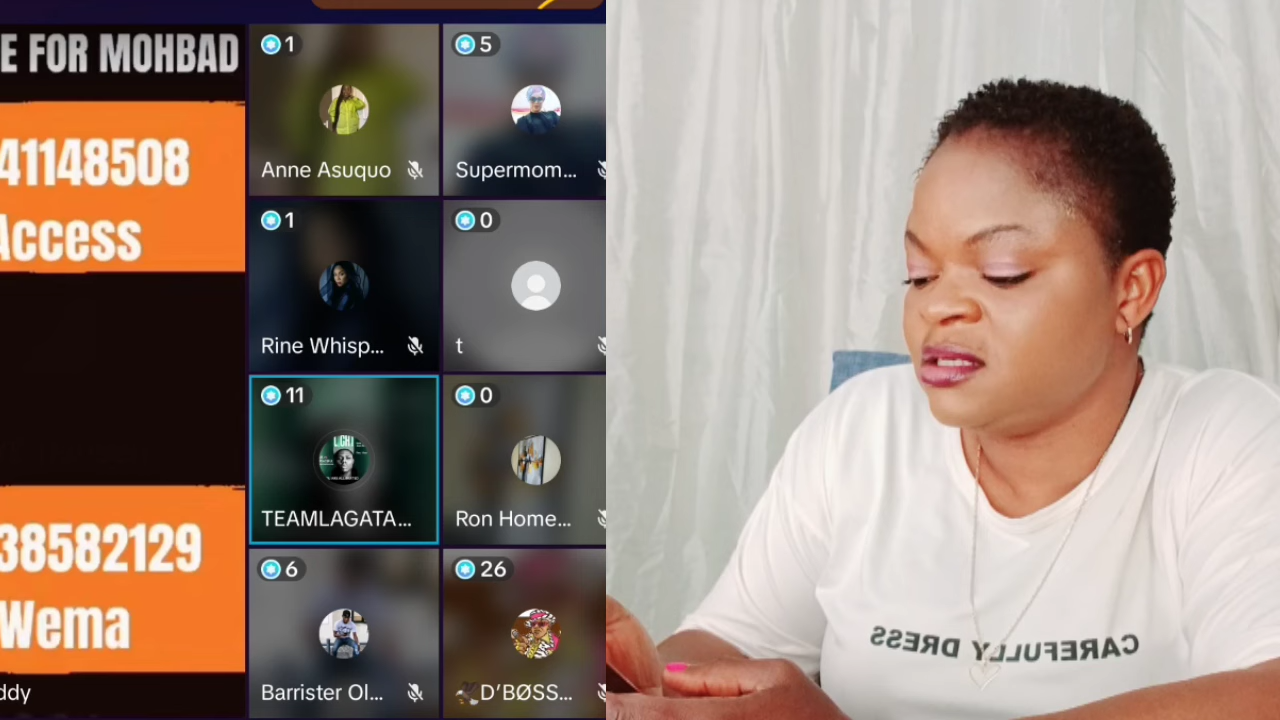 E FOR MOHBAD
41148508
Access
38582129
Wema
ddy
1
Anne Asuquo
5
Supermom...
1
Rine Whisp...
0
t
11
TEAMLAGATA...
0
Ron Home...
6
Barrister Ol...
26
D'BØSS...
LIGHT
CAREFULLY DRESS